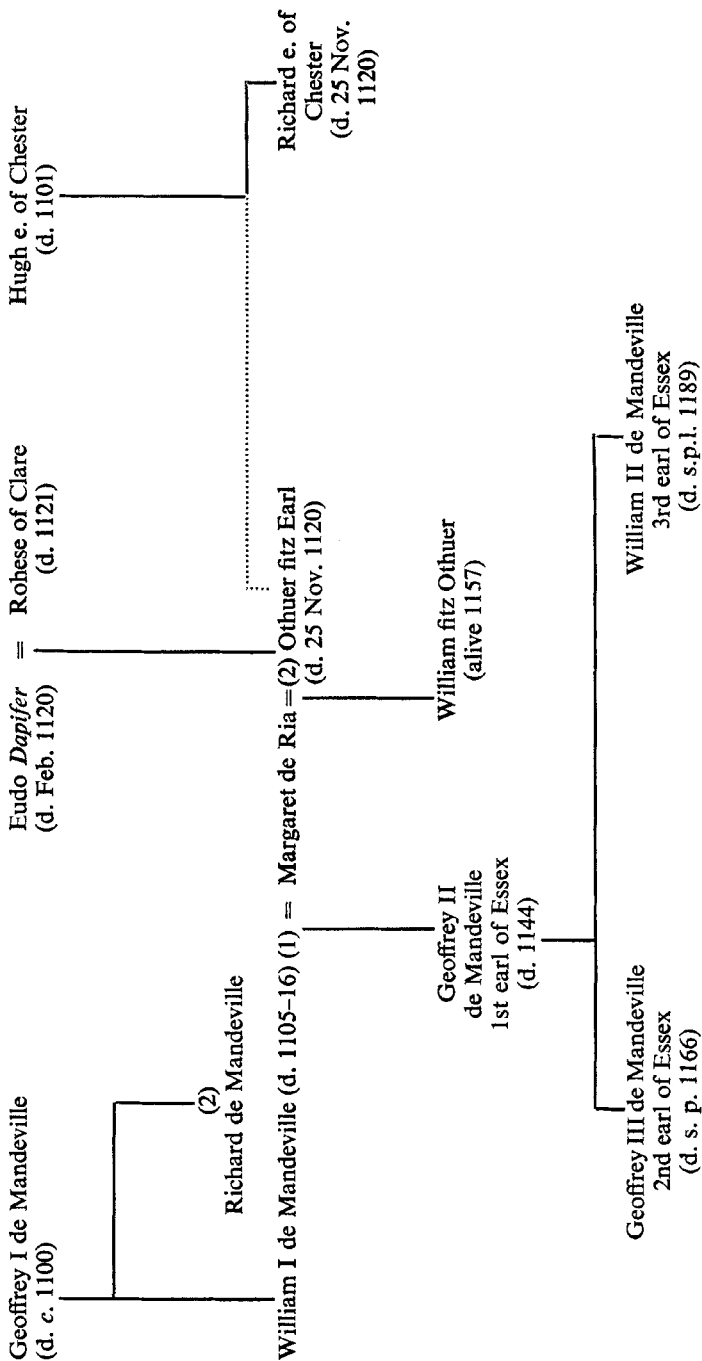 Geoffrey I de Mandeville
(d. c. 1100)
Eudo Dapifer = Rohese of Clare
(d. Feb. 1120)
(d. 1121)
Hugh e. of Chester
(d. 1101)
(2)
Richard de Mandeville
William I de Mandeville (d. 1105–16) (1) = Margaret de Ria =(2) Othuer fitz Earl
(d. 25 Nov. 1120)
Richard e. of
Chester
(d. 25 Nov.
1120)
Geoffrey II
de Mandeville
1st earl of Essex
(d. 1144)
William fitz Othuer
(alive 1157)
Geoffrey III de Mandeville
2nd earl of Essex
(d. s. p. 1166)
William II de Mandeville
3rd earl of Essex
(d. s.p.l. 1189)